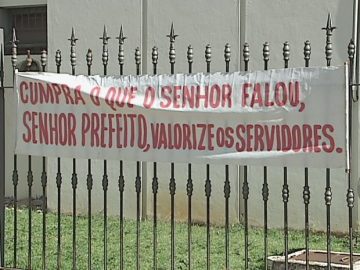 CUMPRA O QUE O SENHOR FALOU,
SENHOR PREFEITO, VALORIZE OS SERVIDORES.